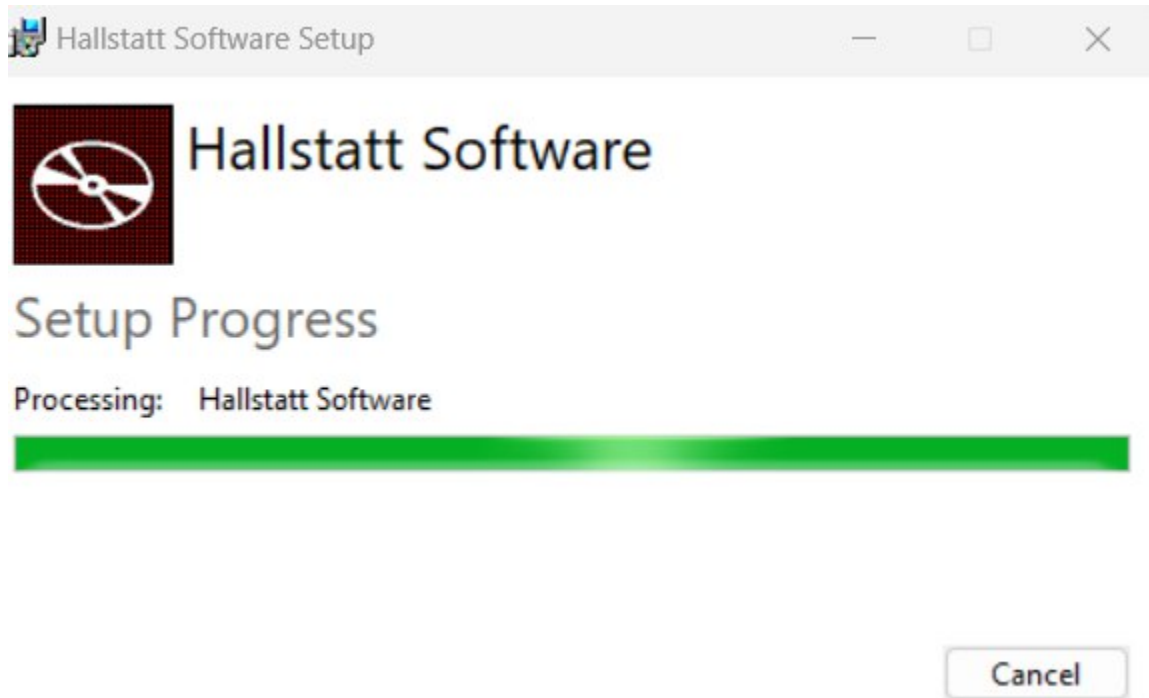 Hallstatt Software Setup
Hallstatt Software
Setup Progress
Processing: Hallstatt Software
Cancel